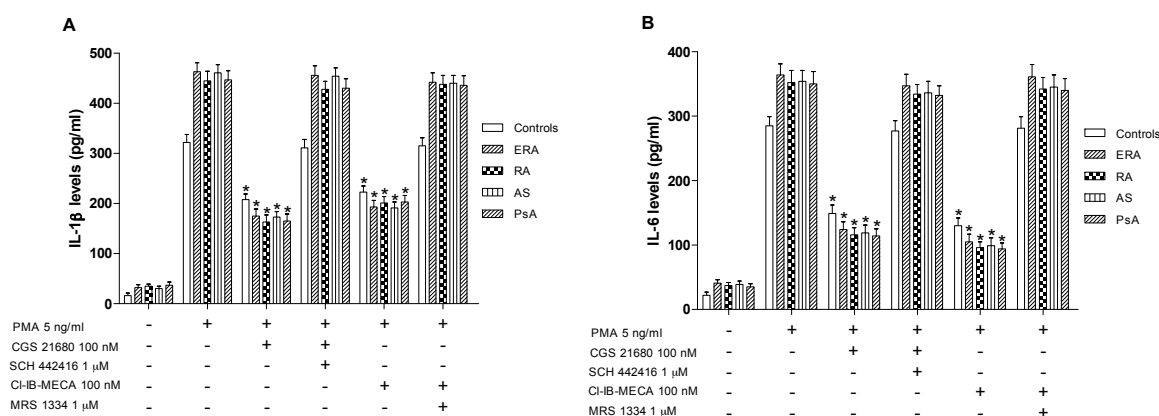 A
IL-1β levels (pg/ml)
500
400
300
200
100
0
* * * * *
* * * * *
Controls
ERA
RA
AS
PsA
PMA 5 ng/ml - + + + + +
CGS 21680 100 nM - - + + - -
SCH 442416 1 μM - - - + - -
Cl-IB-MECA 100 nM - - - - + +
MRS 1334 1 μM - - - - - +
B
IL-6 levels (pg/ml)
400
300
200
100
0
* * * * *
* * * * *
Controls
ERA
RA
AS
PsA
PMA 5 ng/ml - + + + + +
CGS 21680 100 nM - - + + - -
SCH 442416 1 μM - - - + - -
Cl-IB-MECA 100 nM - - - - + +
MRS 1334 1 μM - - - - - +